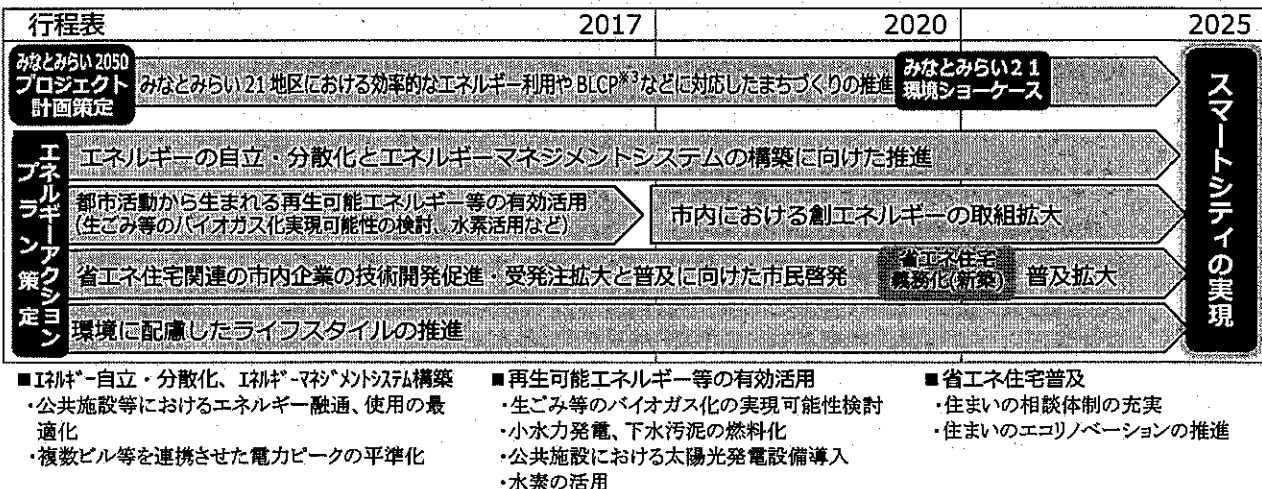 行程表 2017 2020 2025
みなとみらい2050
プロジェクト
計画策定
みなとみらい21地区における効率的なエネルギー利用やBLCP※3などに対応したまちづくりの推進
みなとみらい21
環境ショーケース
スマートシティの実現
エネルギーアクション
プラン策定
エネルギーの自立・分散化とエネルギーマネジメントシステムの構築に向けた推進
都市活動から生まれる再生可能エネルギー等の有効活用
(生ごみ等のバイオガス化実現可能性の検討、水素活用など)
市内における創エネルギーの取組拡大
省エネ住宅関連の市内企業の技術開発促進・受発注拡大と普及に向けた市民啓発
省エネ住宅
義務化(新築)
普及拡大
環境に配慮したライフスタイルの推進
■ｴﾈﾙｷﾞｰ自立・分散化、ｴﾈﾙｷﾞｰﾏﾈｼﾞﾒﾝﾄｼｽﾃﾑ構築
・公共施設等におけるエネルギー融通、使用の最
適化
・複数ビル等を連携させた電力ピークの平準化
■再生可能エネルギー等の有効活用
・生ごみ等のバイオガス化の実現可能性検討
・小水力発電、下水汚泥の燃料化
・公共施設における太陽光発電設備導入
・水素の活用
■省エネ住宅普及
・住まいの相談体制の充実
・住まいのエコリノベーションの推進